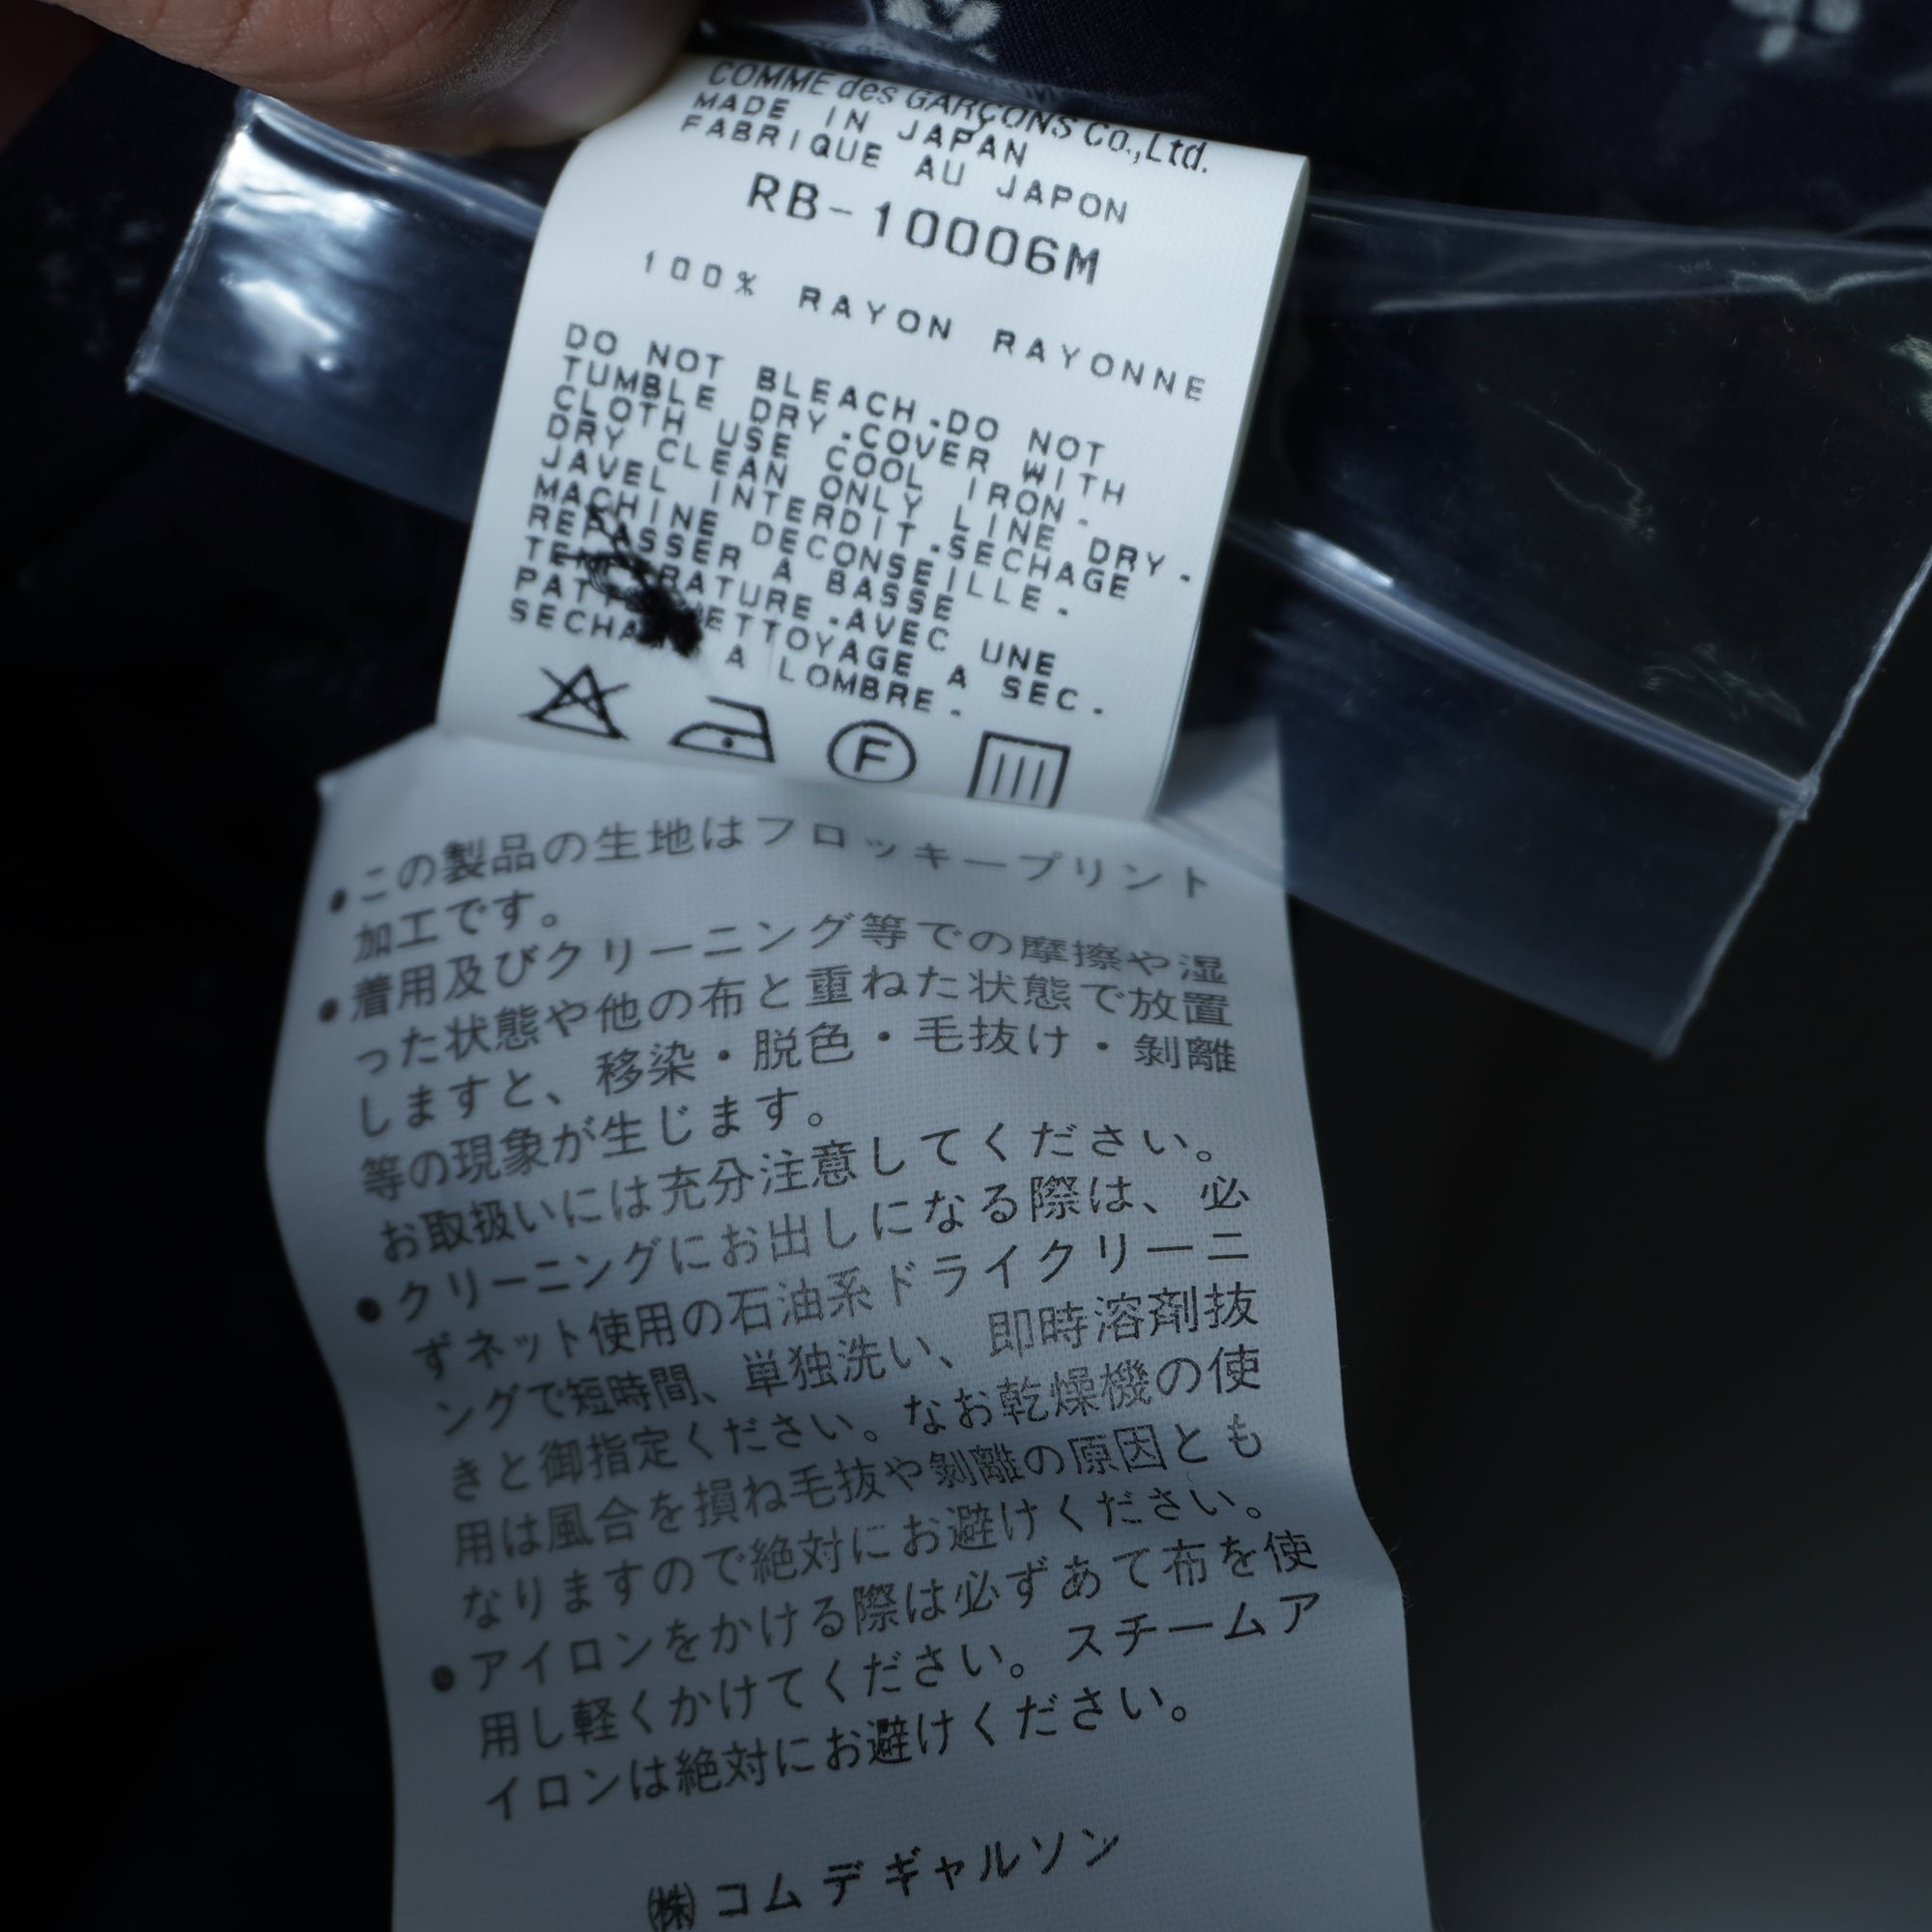 COMME des GARÇONS Co.,Ltd.
MADE IN JAPAN
FABRIQUE AU JAPON
RB-10006M
100% RAYON RAYONNE
DO NOT BLEACH.DO NOT
TUMBLE DRY.COVER WITH
CLOTH USE COOL IRON.
DRY CLEAN ONLY LINE DRY.
JAVEL INTERDIT.SECHAGE
MACHINE DECONSEILLE.
REPASSER A BASSE
TEMPERATURE.AVEC UNE
NETTOYAGE A SEC.
A LOMBRE.
F
●この製品の生地はフロッキープリント
加工です。
●着用及びクリーニング等での摩擦や湿
った状態や他の布と重ねた状態で放置
しますと、移染・脱色・毛抜け・剝離
等の現象が生じます。
お取扱いには充分注意してください。
●クリーニングにお出しになる際は、必
ずネット使用の石油系ドライクリーニ
ングで短時間、単独洗い、即時溶剤抜
きと御指定ください。なお乾燥機の使
用は風合を損ね毛抜や剝離の原因とも
なりますので絶対にお避けください。
●アイロンをかける際は必ずあて布を使
用し軽くかけてください。スチームア
イロンは絶対にお避けください。
㈱ コム デ ギャルソン